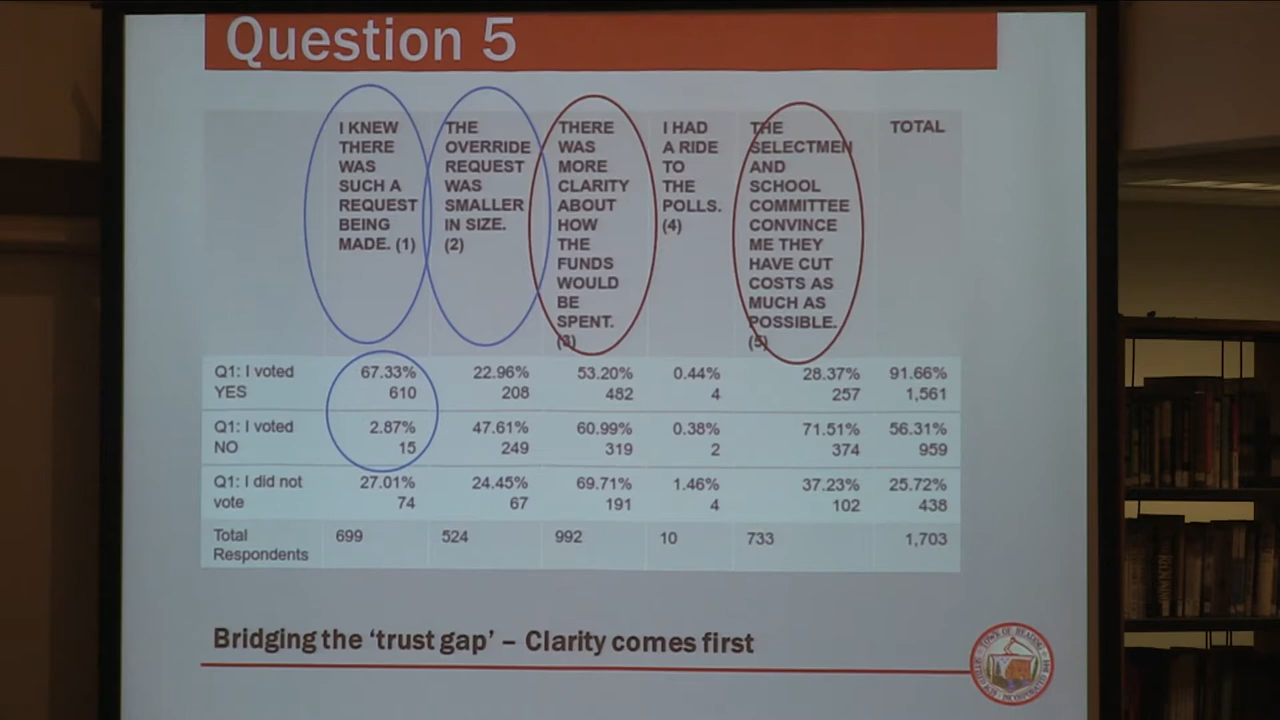 Question 5
I KNEW
THERE
WAS
SUCH A
REQUEST
BEING
MADE. (1)
THE
OVERRIDE
REQUEST
WAS
SMALLER
IN SIZE.
(2)
THERE
WAS
MORE
CLARITY
ABOUT
HOW
THE
FUNDS
WOULD
BE
SPENT.
(3)
I HAD
A RIDE
TO
THE
POLLS.
(4)
THE
SELECTMEN
AND
SCHOOL
COMMITTEE
CONVINCE
ME THEY
HAVE CUT
COSTS AS
MUCH AS
POSSIBLE.
(5)
TOTAL
Q1: I voted 67.33% 22.96% 53.20% 0.44% 28.37% 91.66%
YES 610 208 482 4 257 1,561
Q1: I voted 2.87% 47.61% 60.99% 0.38% 71.51% 56.31%
NO 15 249 319 2 374 959
Q1: I did not 27.01% 24.45% 69.71% 1.46% 37.23% 25.72%
vote 74 67 191 4 102 438
Total 699 524 992 10 733 1,703
Respondents
Bridging the ‘trust gap’ – Clarity comes first
TOWN OF READING